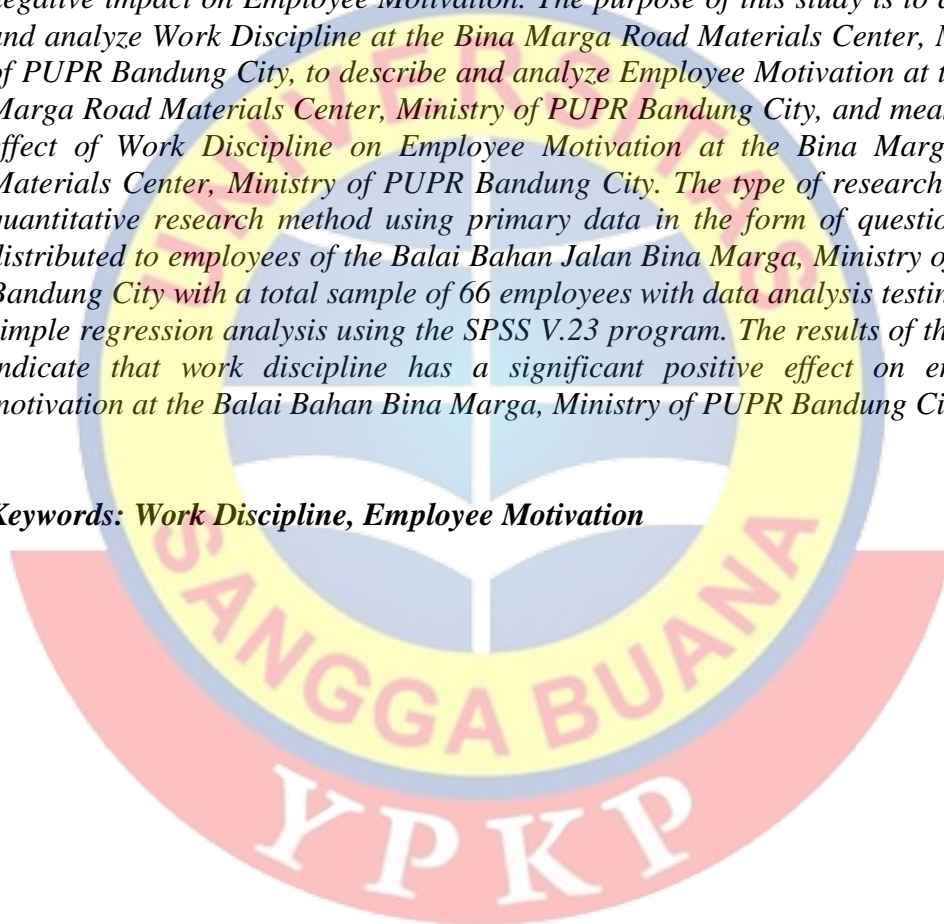 negative impact on Employee Motivation. The purpose of this study is to
and analyze Work Discipline at the Bina Marga Road Materials Center,
of PUPR Bandung City, to describe and analyze Employee Motivation at
Marga Road Materials Center, Ministry of PUPR Bandung City, and
effect of Work Discipline on Employee Motivation at the Bina Marg
Materials Center, Ministry of PUPR Bandung City. The type of research
quantitative research method using primary data in the form of questio
distributed to employees of the Balai Bahan Jalan Bina Marga, Ministry of
Bandung City with a total sample of 66 employees with data analysis testin
simple regression analysis using the SPSS V.23 program. The results of th
indicate that work discipline has a significant positive effect on
motivation at the Balai Bahan Bina Marga, Ministry of PUPR Bandung
Keywords: Work Discipline, Employee Motivation
UNIVERSITAS
SANGGA BUANA
YPKP